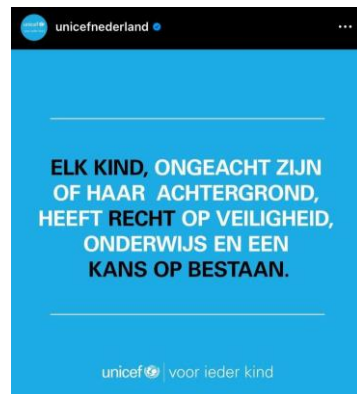 unicef
unicefnederland
ELK KIND, ONGEACHT ZIJN
OF HAAR ACHTERGROND,
HEEFT RECHT OP VEILIGHEID,
ONDERWIJS EN EEN
KANS OP BESTAAN.
unicef voor ieder kind